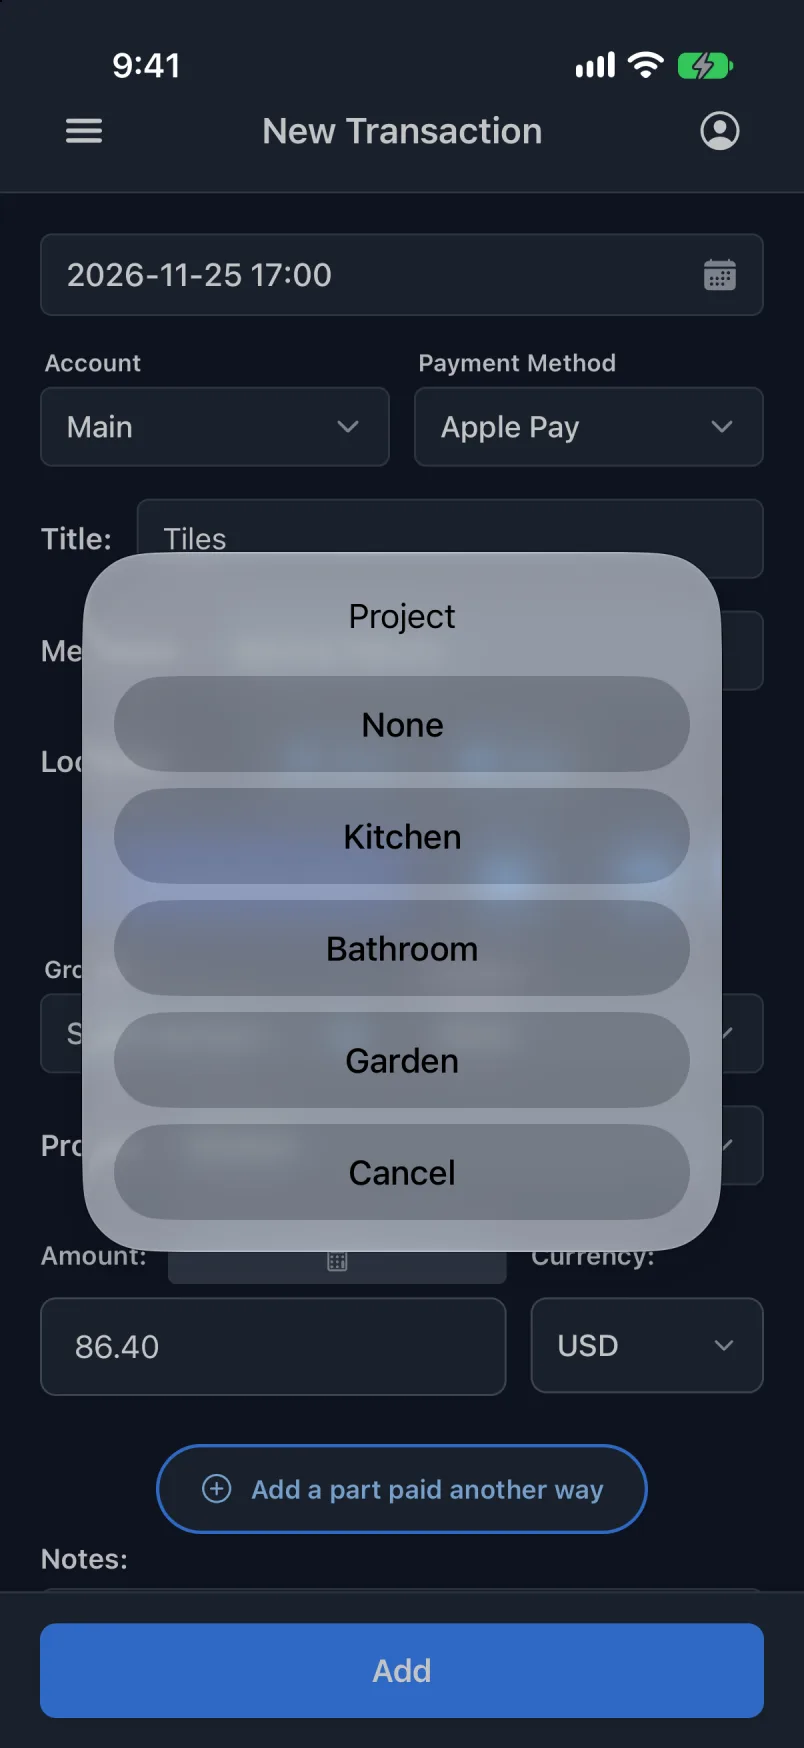 9:41
New Transaction
2026-11-25 17:00
Account
Payment Method
Main
Apple Pay
Title:
Tiles
Project
None
Kitchen
Bathroom
Garden
Cancel
Amount:
Currency:
86.40
USD
Add a part paid another way
Notes:
Add